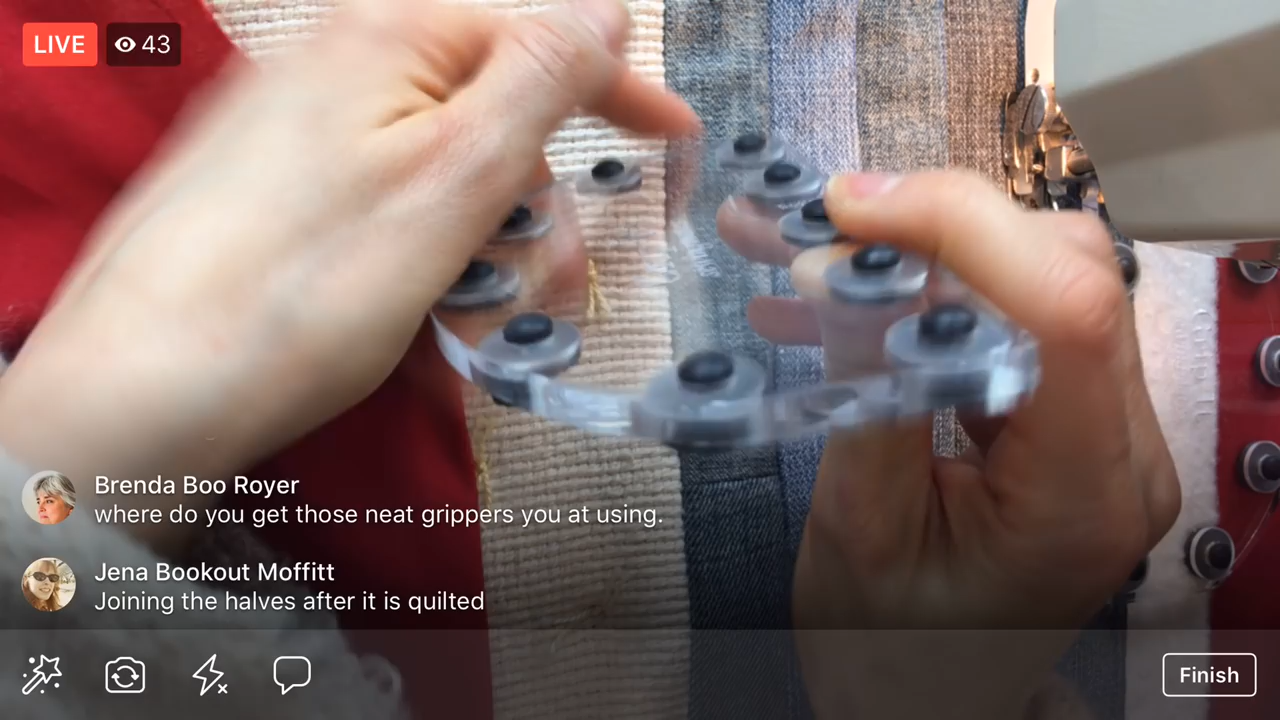 LIVE 43
Brenda Boo Royer
where do you get those neat grippers you at using.
Jena Bookout Moffitt
Joining the halves after it is quilted
Finish